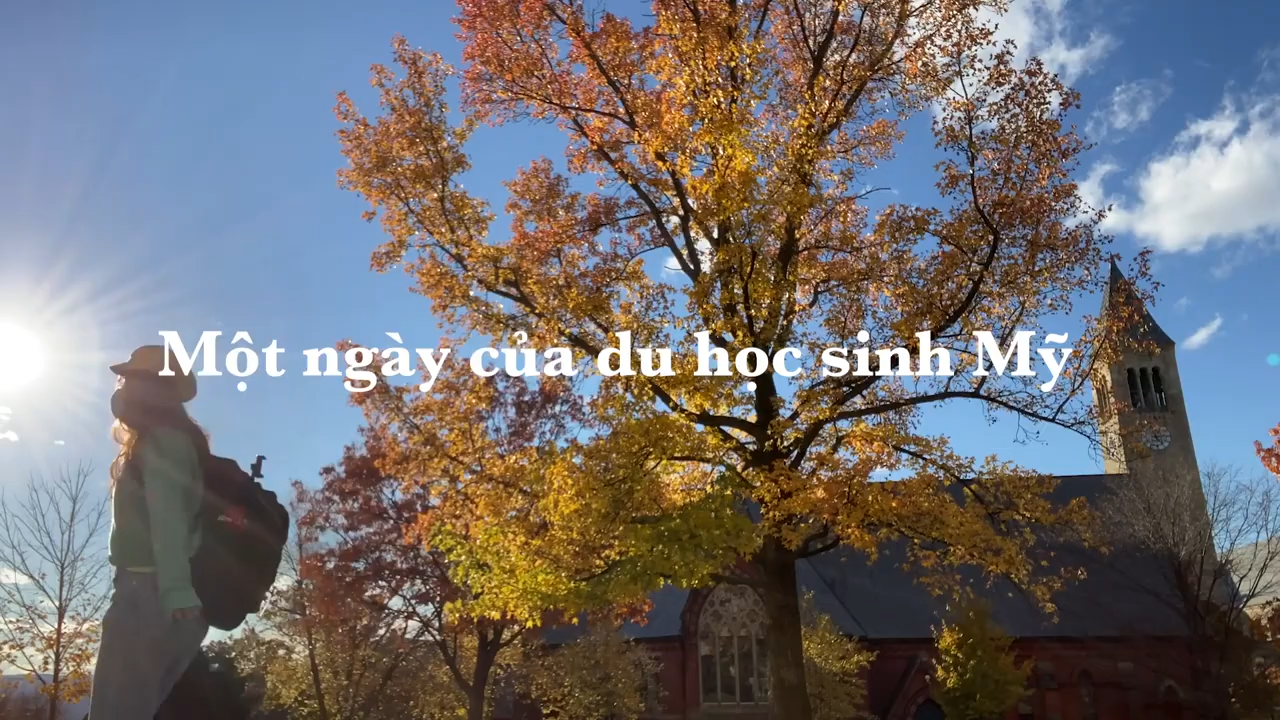 Một ngày của du học sinh Mỹ